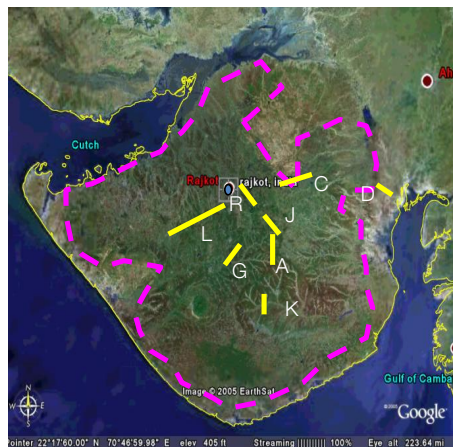 Ah
Cutch
Rajkot
rajkot, in
C
D
R
J
L
G
A
K
Gulf of Camba
Image © 2005 EarthSat
Google
N
W
E
S
Pointer 22°17'60.00" N 70°46'59.98" E elev 405 ft Streaming |||||||||| 100% Eye alt 223.64 mi